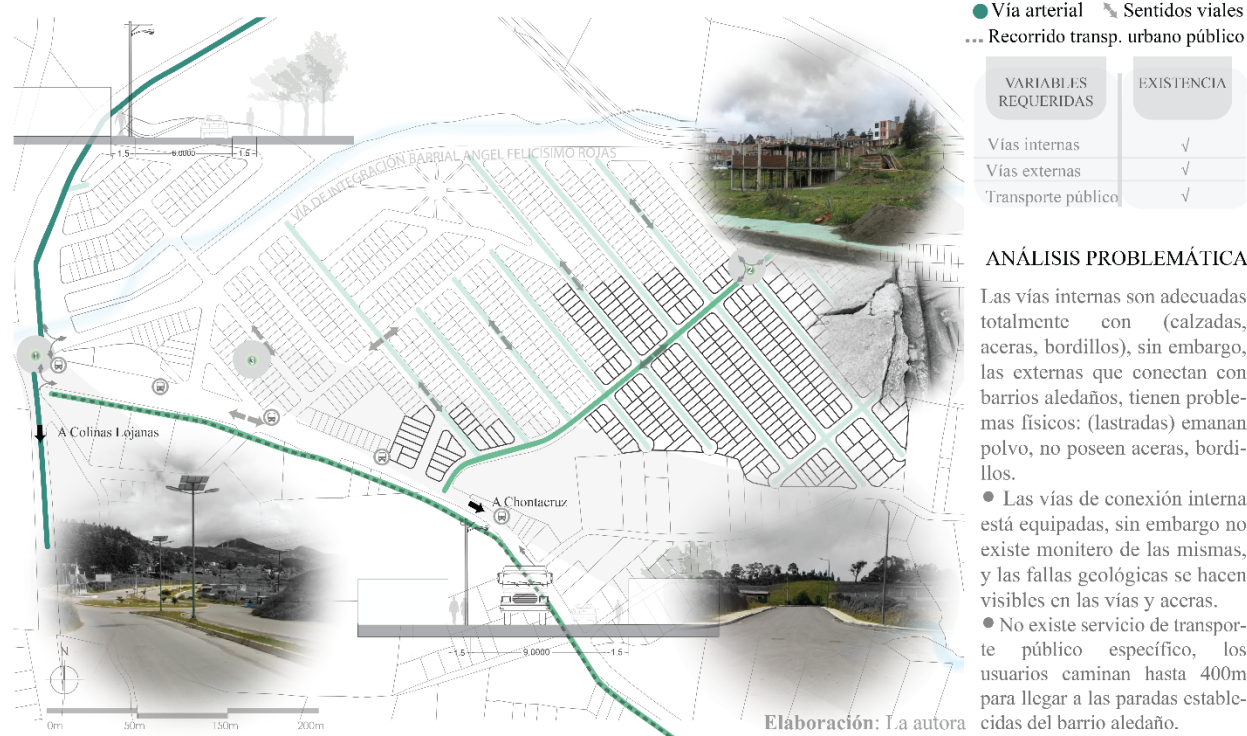 Vía arterial Sentidos viales
Recorrido transp. urbano público
VARIABLES REQUERIDAS EXISTENCIA
Vías internas √
Vías externas √
Transporte público √
ANÁLISIS PROBLEMÁTICA
Las vías internas son adecuadas
totalmente con (calzadas,
aceras, bordillos), sin embargo,
las externas que conectan con
barrios aledaños, tienen proble-
mas físicos: (lastradas) emanan
polvo, no poseen aceras, bordi-
llos.
● Las vías de conexión interna
está equipadas, sin embargo no
existe monitero de las mismas,
y las fallas geológicas se hacen
visibles en las vías y aceras.
● No existe servicio de transpor-
te público específico, los
usuarios caminan hasta 400m
para llegar a las paradas estable-
cidas del barrio aledaño.
1.5 6.0000 1.5
VÍA DE INTEGRACIÓN BARRIAL ANGEL FELICISIMO ROJAS
2
3
A Colinas Lojanas
A Chontacruz
1.5 9.0000 1.5
N
0m 50m 150m 200m
Elaboración: La autora